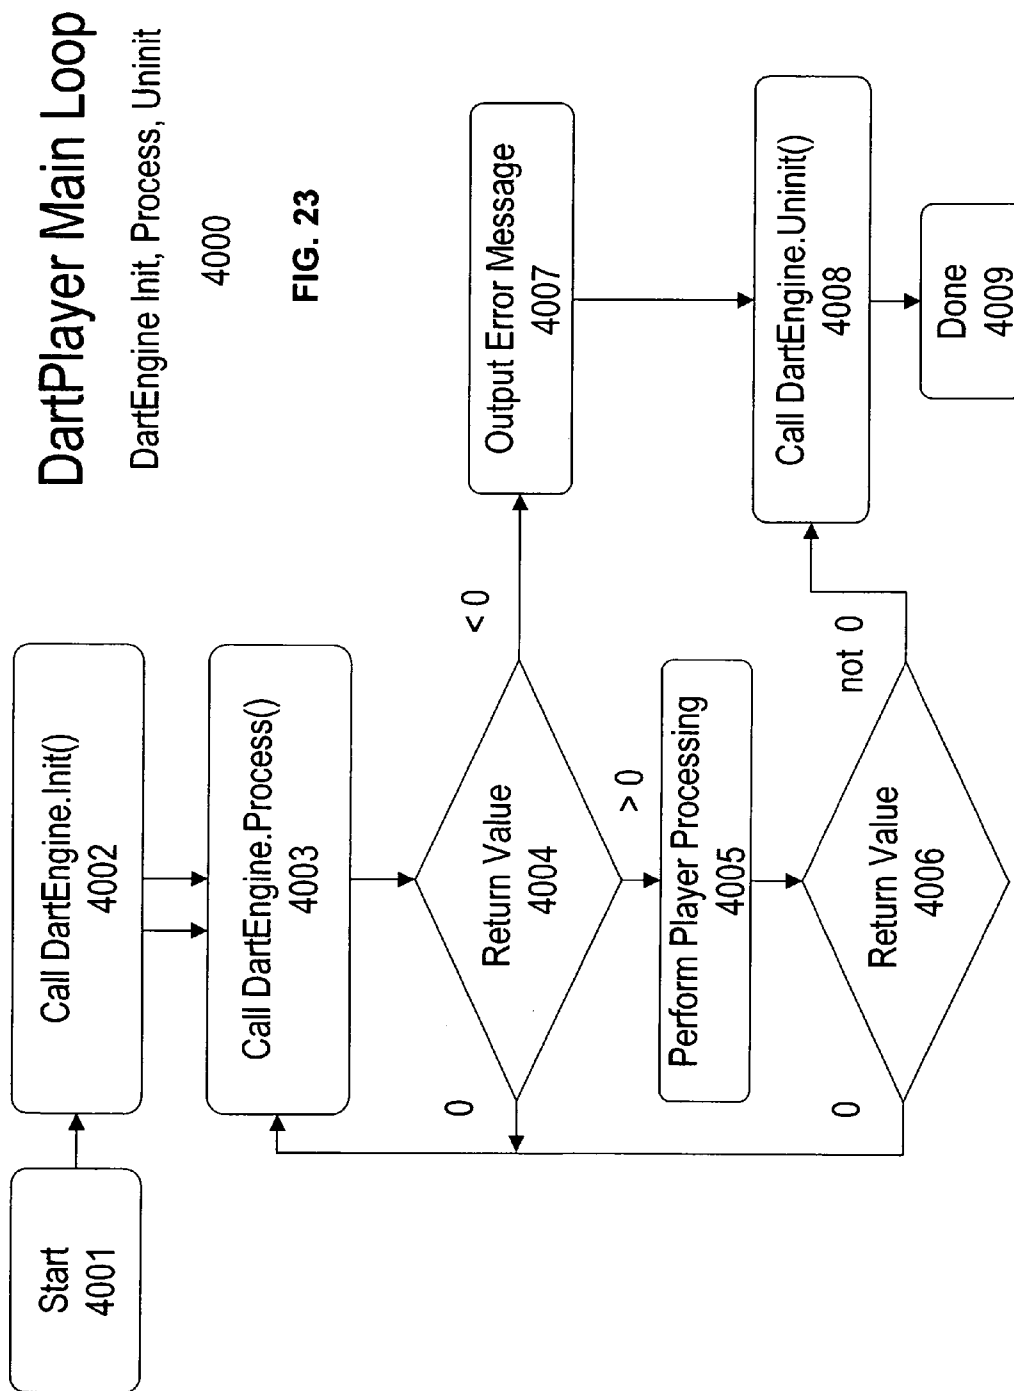 DartPlayer Main Loop
DartEngine Init, Process, Uninit
4000
FIG. 23
Start
4001
Call DartEngine.Init()
4002
Call DartEngine.Process()
4003
Return Value
4004
0
< 0
> 0
Output Error Message
4007
Perform Player Processing
4005
Return Value
4006
0
not 0
Call DartEngine.Uninit()
4008
Done
4009